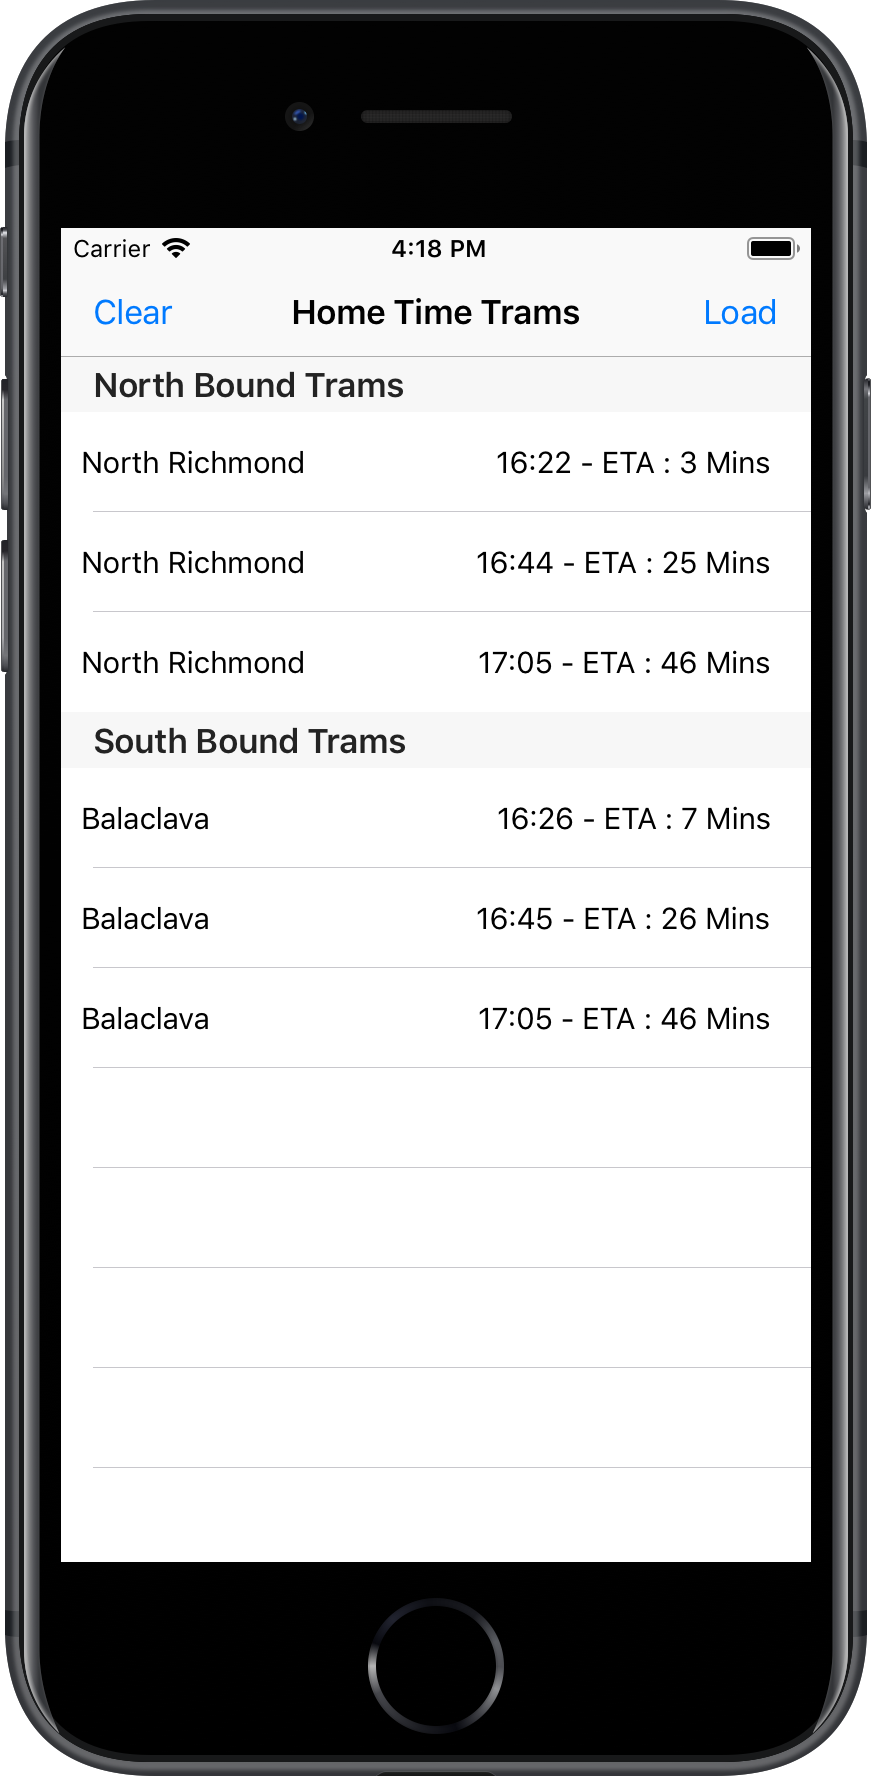 Carrier 4:18 PM
Clear Home Time Trams Load
North Bound Trams
North Richmond 16:22 - ETA : 3 Mins
North Richmond 16:44 - ETA : 25 Mins
North Richmond 17:05 - ETA : 46 Mins
South Bound Trams
Balaclava 16:26 - ETA : 7 Mins
Balaclava 16:45 - ETA : 26 Mins
Balaclava 17:05 - ETA : 46 Mins